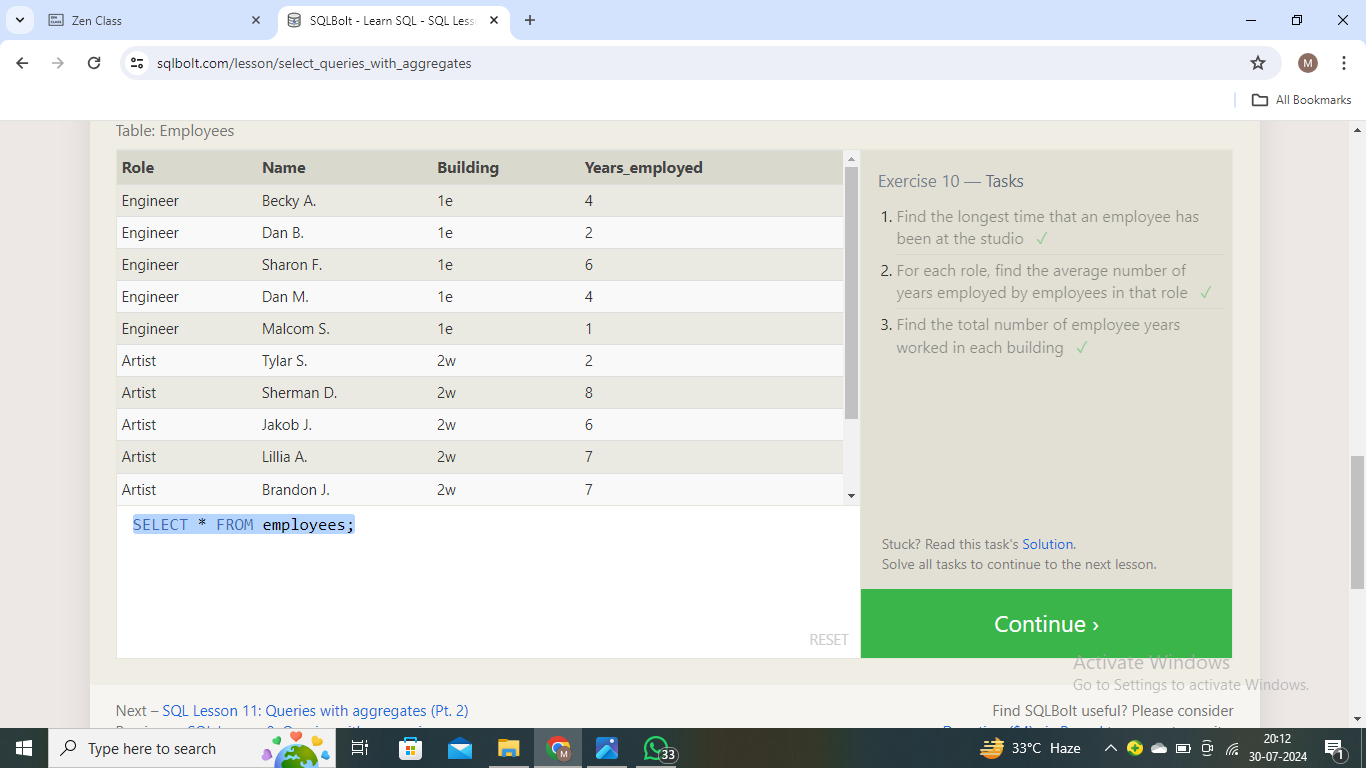 Zen Class
SQLBolt - Learn SQL - SQL Less
sqlbolt.com/lesson/select_queries_with_aggregates
M
All Bookmarks
Table: Employees
Role Name Building Years_employed
Engineer Becky A. 1e 4
Engineer Dan B. 1e 2
Engineer Sharon F. 1e 6
Engineer Dan M. 1e 4
Engineer Malcom S. 1e 1
Artist Tylar S. 2w 2
Artist Sherman D. 2w 8
Artist Jakob J. 2w 6
Artist Lillia A. 2w 7
Artist Brandon J. 2w 7
SELECT * FROM employees;
RESET
Exercise 10 — Tasks
1. Find the longest time that an employee has
been at the studio ✓
2. For each role, find the average number of
years employed by employees in that role ✓
3. Find the total number of employee years
worked in each building ✓
Stuck? Read this task's Solution.
Solve all tasks to continue to the next lesson.
Continue ›
Activate Windows
Go to Settings to activate Windows.
Next – SQL Lesson 11: Queries with aggregates (Pt. 2)
Find SQLBolt useful? Please consider
Type here to search
M
33
33°C Haze
20:12
30-07-2024
1